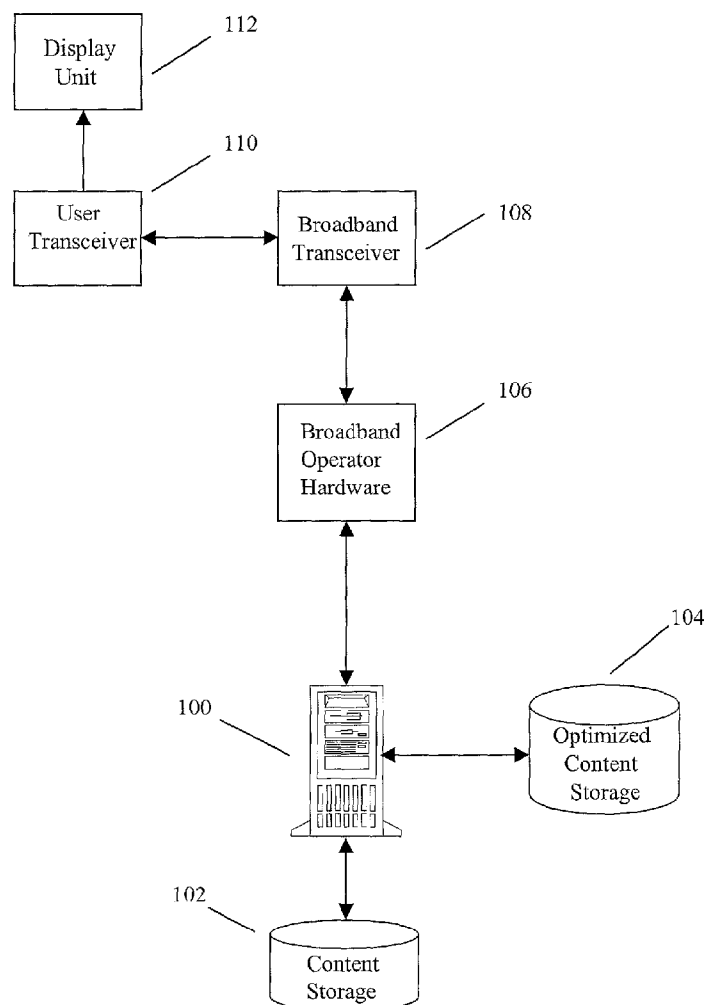 Display
Unit
112
User
Transceiver
110
Broadband
Transceiver
108
Broadband
Operator
Hardware
106
100
104
Optimized
Content
Storage
102
Content
Storage